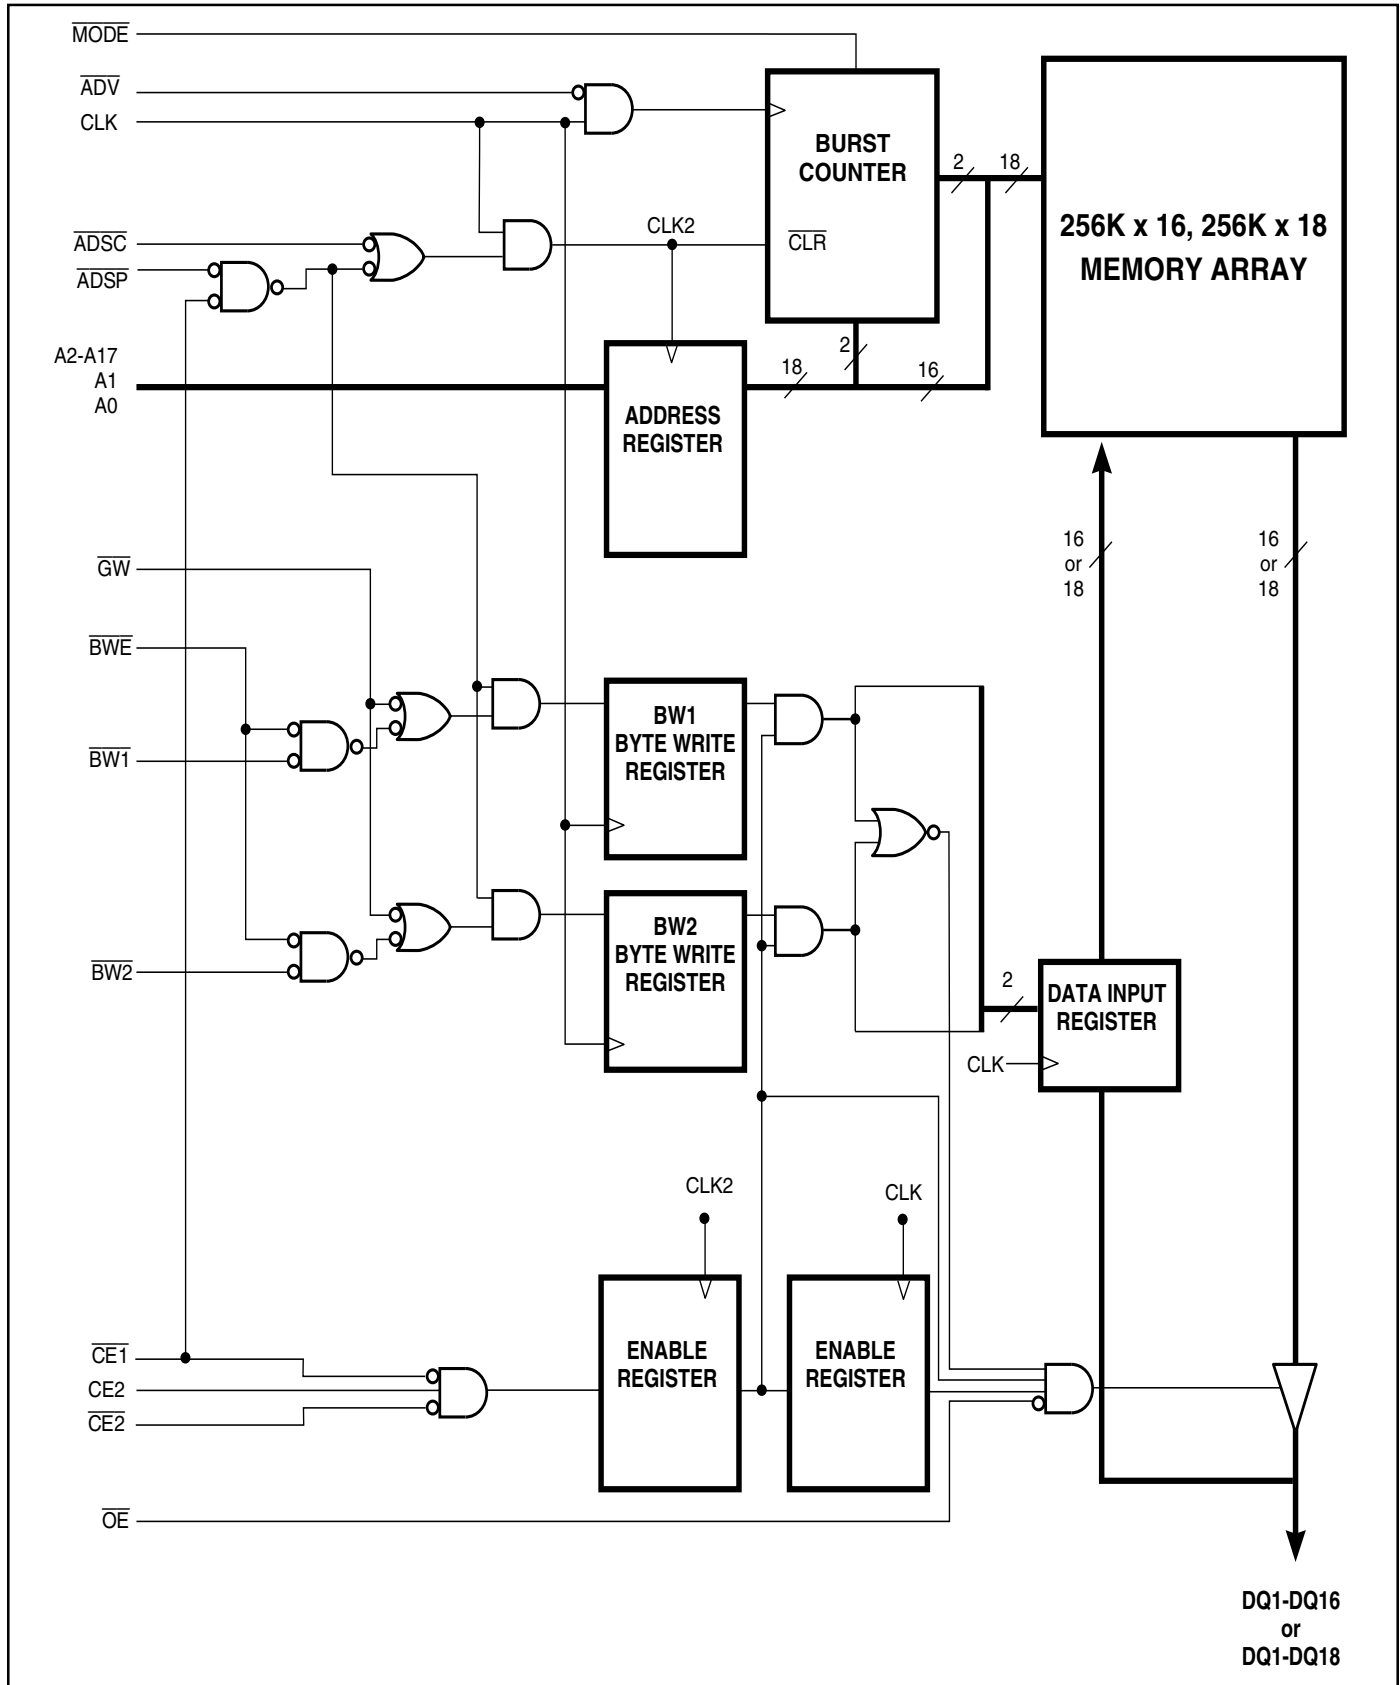 MODE
ADV
CLK
BURST
COUNTER
2
18
256K x 16, 256K x 18
MEMORY ARRAY
ADSC
ADSP
CLK2
CLR
A2-A17
A1
A0
18
2
16
ADDRESS
REGISTER
16
or
18
16
or
18
GW
BWE
BW1
BW1
BYTE WRITE
REGISTER
BW2
BW2
BYTE WRITE
REGISTER
2
DATA INPUT
REGISTER
CLK
CLK2
CLK
ENABLE
REGISTER
ENABLE
REGISTER
CE1
CE2
CE2
OE
DQ1-DQ16
or
DQ1-DQ18